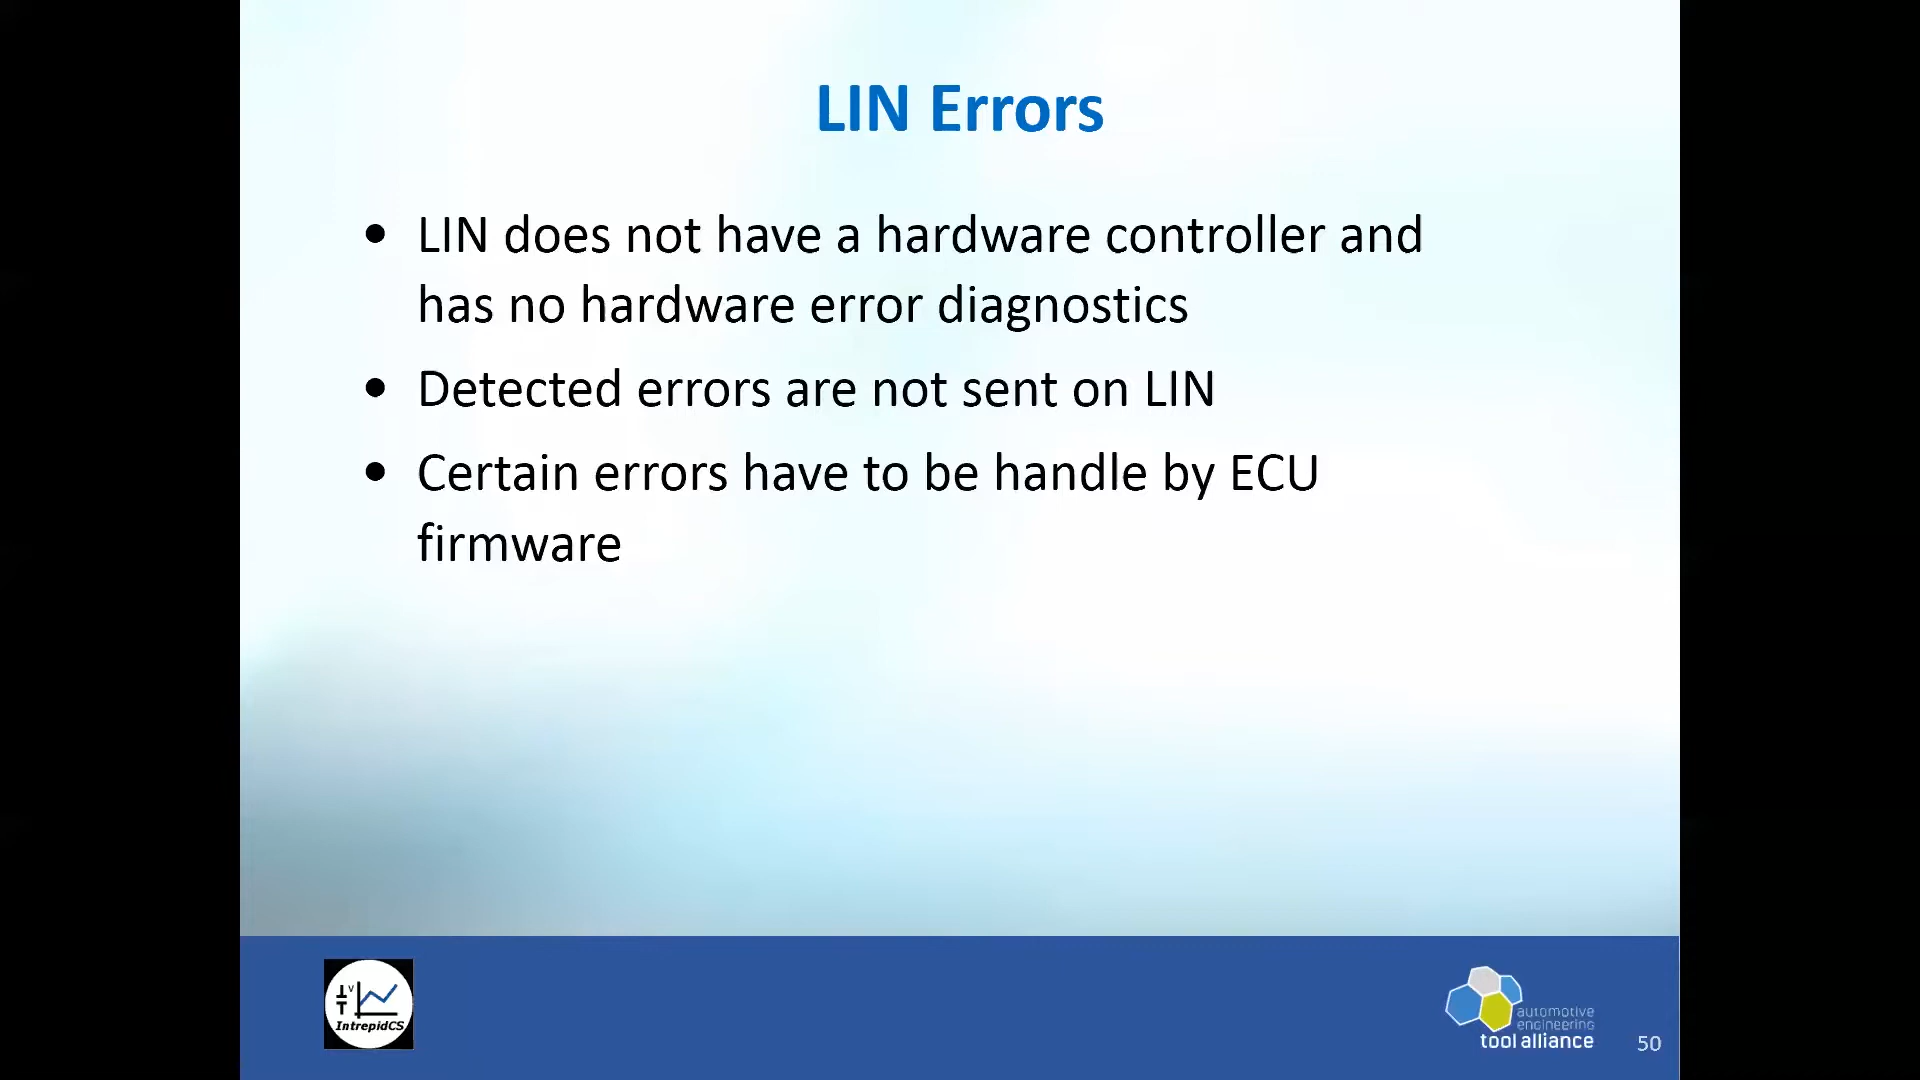 LIN Errors
• LIN does not have a hardware controller and
has no hardware error diagnostics
• Detected errors are not sent on LIN
• Certain errors have to be handle by ECU
firmware
IntrepidCS
automotive
engineering
tool alliance
50